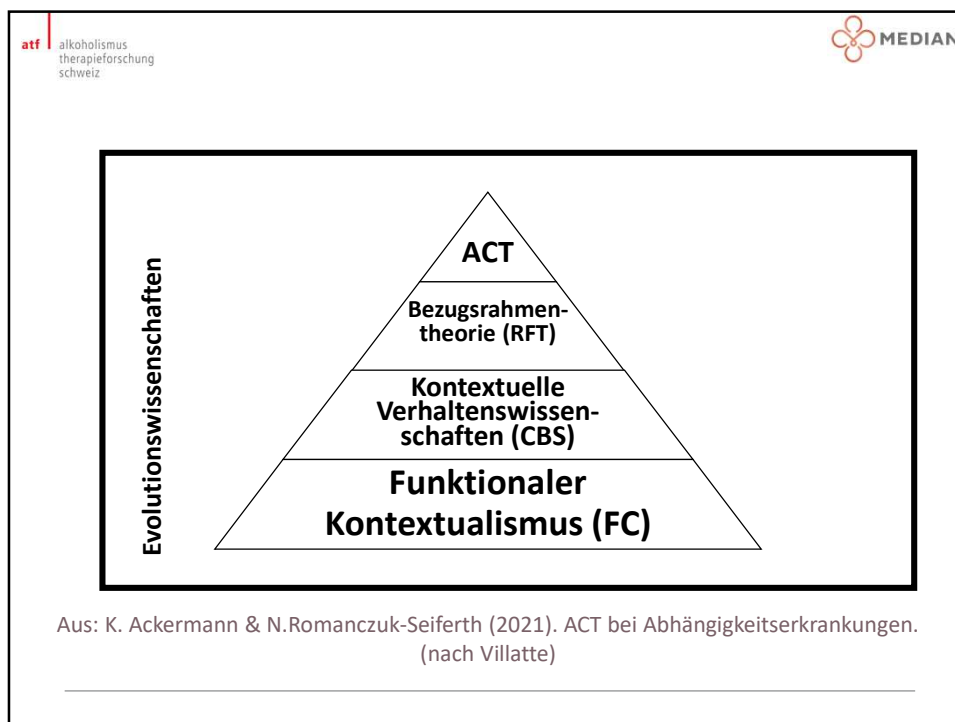 atf alkoholismus
therapieforschung
schweiz
MEDIAN
Evolutionswissenschaften
ACT
Bezugsrahmen-
theorie (RFT)
Kontextuelle
Verhaltenswissen-
schaften (CBS)
Funktionaler
Kontextualismus (FC)
Aus: K. Ackermann & N.Romanczuk-Seiferth (2021). ACT bei Abhängigkeitserkrankungen.
(nach Villatte)